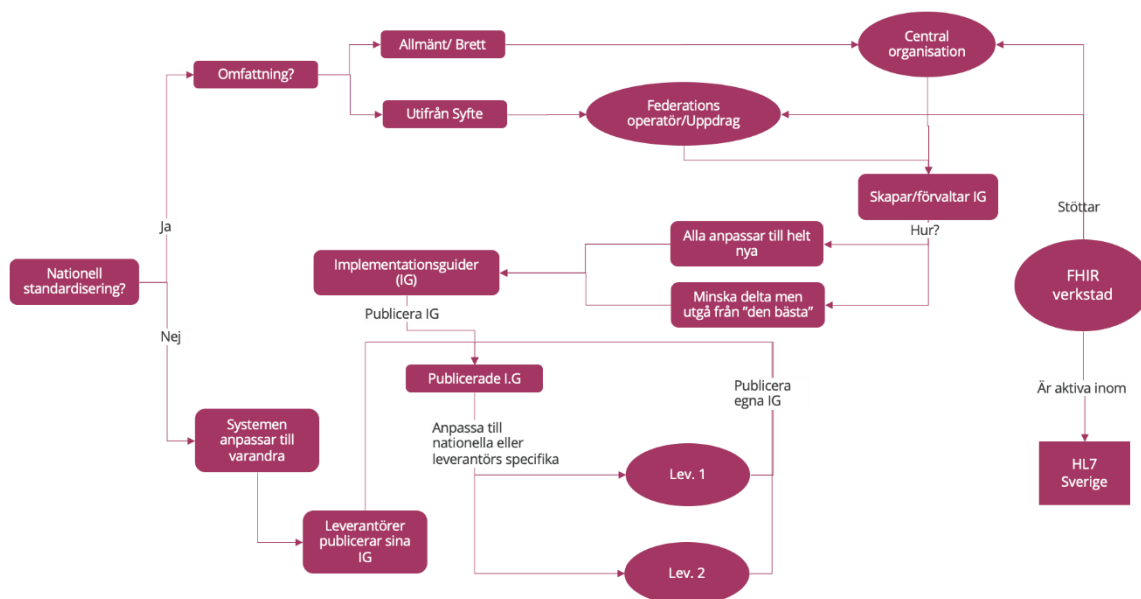 Allmänt/ Brett
Central
organisation
Omfattning?
Utifrån Syfte
Federations
operatör/Uppdrag
Skapar/förvaltar IG
Stöttar
Ja
Hur?
Alla anpassar till helt
nya
Nationell
standardisering?
Implementationsguider
(IG)
FHIR
verkstad
Minska delta men
utgå från ”den bästa”
Publicera IG
Nej
Publicerade I.G
Publicera
egna IG
Är aktiva inom
Systemen
anpassar till
varandra
Anpassa till
nationella eller
leverantörs specifika
Lev. 1
HL7
Sverige
Leverantörer
publicerar sina
IG
Lev. 2